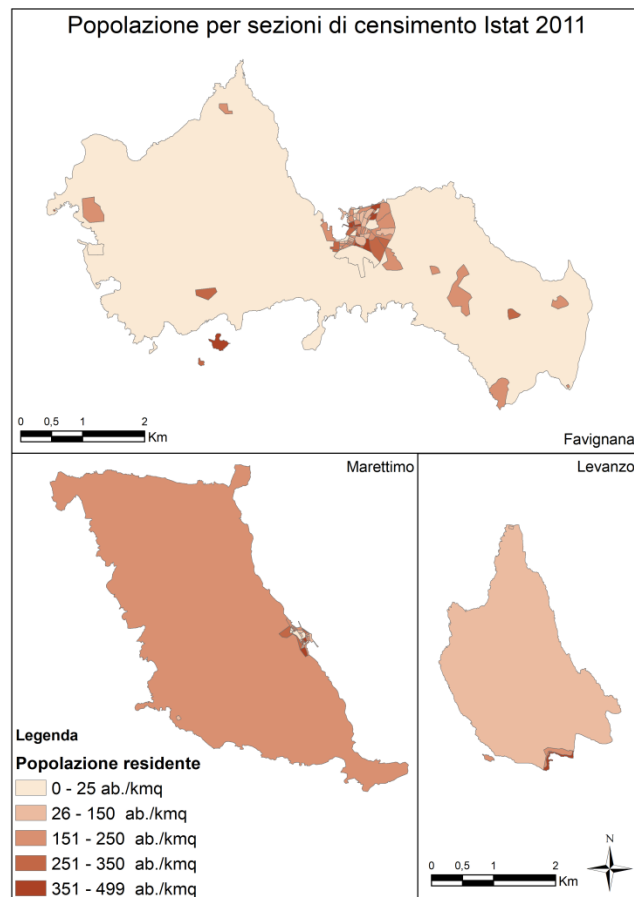 Popolazione per sezioni di censimento Istat 2011
0 0,5 1 2
Km
Favignana
Marettimo
Levanzo
Legenda
Popolazione residente
0 - 25 ab./kmq
26 - 150 ab./kmq
151 - 250 ab./kmq
251 - 350 ab./kmq
351 - 499 ab./kmq
N
0 0,5 1 2
Km